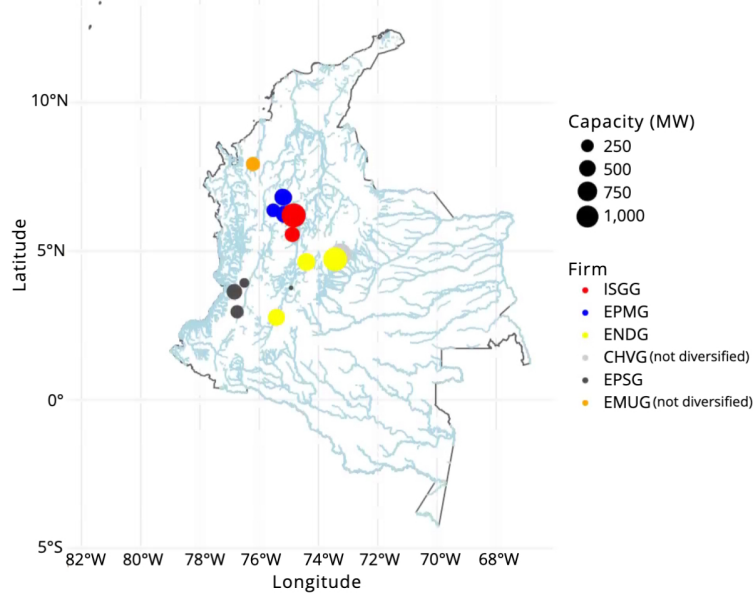 10°N
5°N
0°
5°S
Latitude
82°W 80°W 78°W 76°W 74°W 72°W 70°W 68°W
Longitude
Capacity (MW)
250
500
750
1,000
Firm
ISGG
EPMG
ENDG
CHVG (not diversified)
EPSG
EMUG (not diversified)